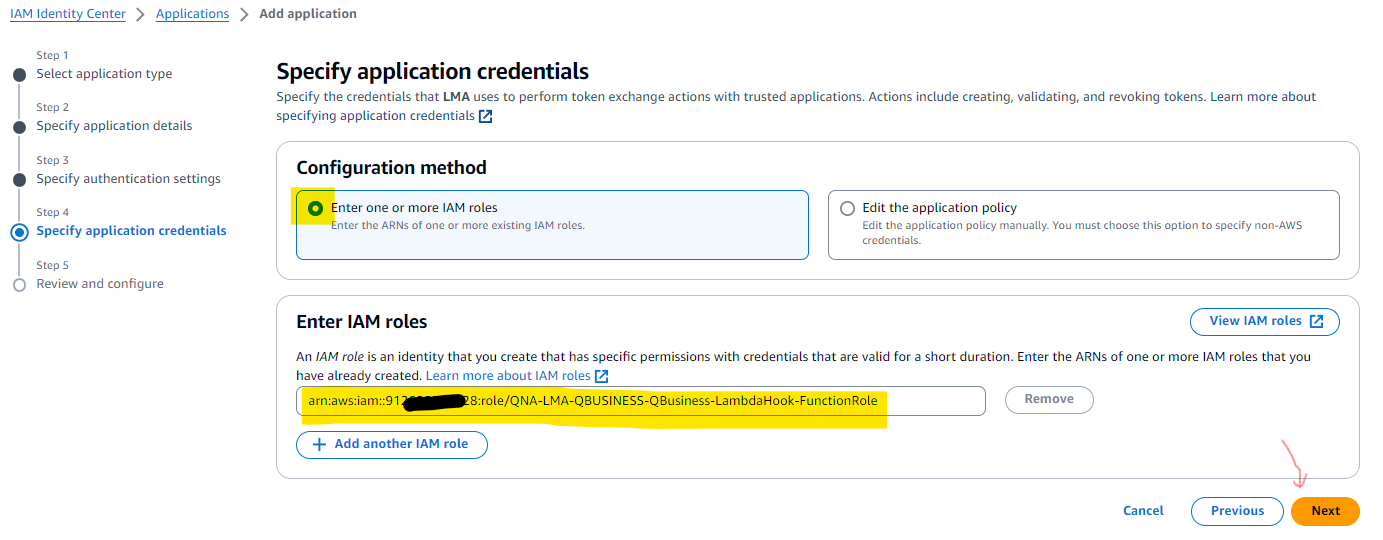 IAM Identity Center > Applications > Add application
Step 1
Select application type
Step 2
Specify application details
Step 3
Specify authentication settings
Step 4
Specify application credentials
Step 5
Review and configure
Specify application credentials
Specify the credentials that LMA uses to perform token exchange actions with trusted applications. Actions include creating, validating, and revoking tokens. Learn more about
specifying application credentials
Configuration method
Enter one or more IAM roles
Enter the ARNs of one or more existing IAM roles.
Edit the application policy
Edit the application policy manually. You must choose this option to specify non-AWS
credentials.
Enter IAM roles
View IAM roles
An IAM role is an identity that you create that has specific permissions with credentials that are valid for a short duration. Enter the ARNs of one or more IAM roles that you
have already created. Learn more about IAM roles
arn:aws:iam::91 28:role/QNA-LMA-QBUSINESS-QBusiness-LambdaHook-FunctionRole
Remove
Add another IAM role
Cancel
Previous
Next